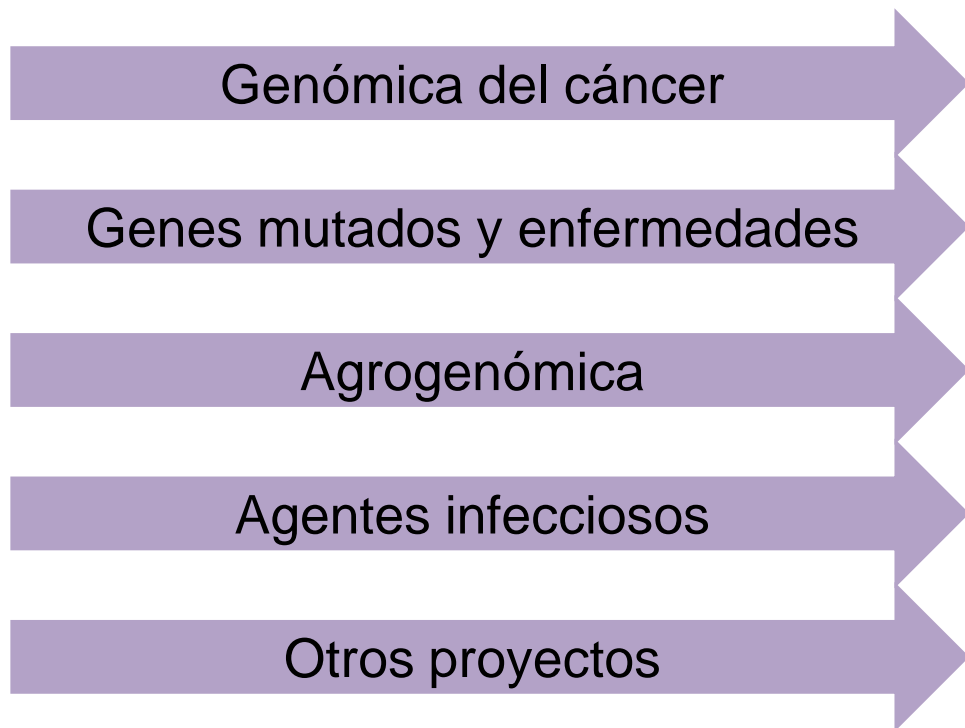 Genómica del cáncer
Genes mutados y enfermedades
Agrogenómica
Agentes infecciosos
Otros proyectos